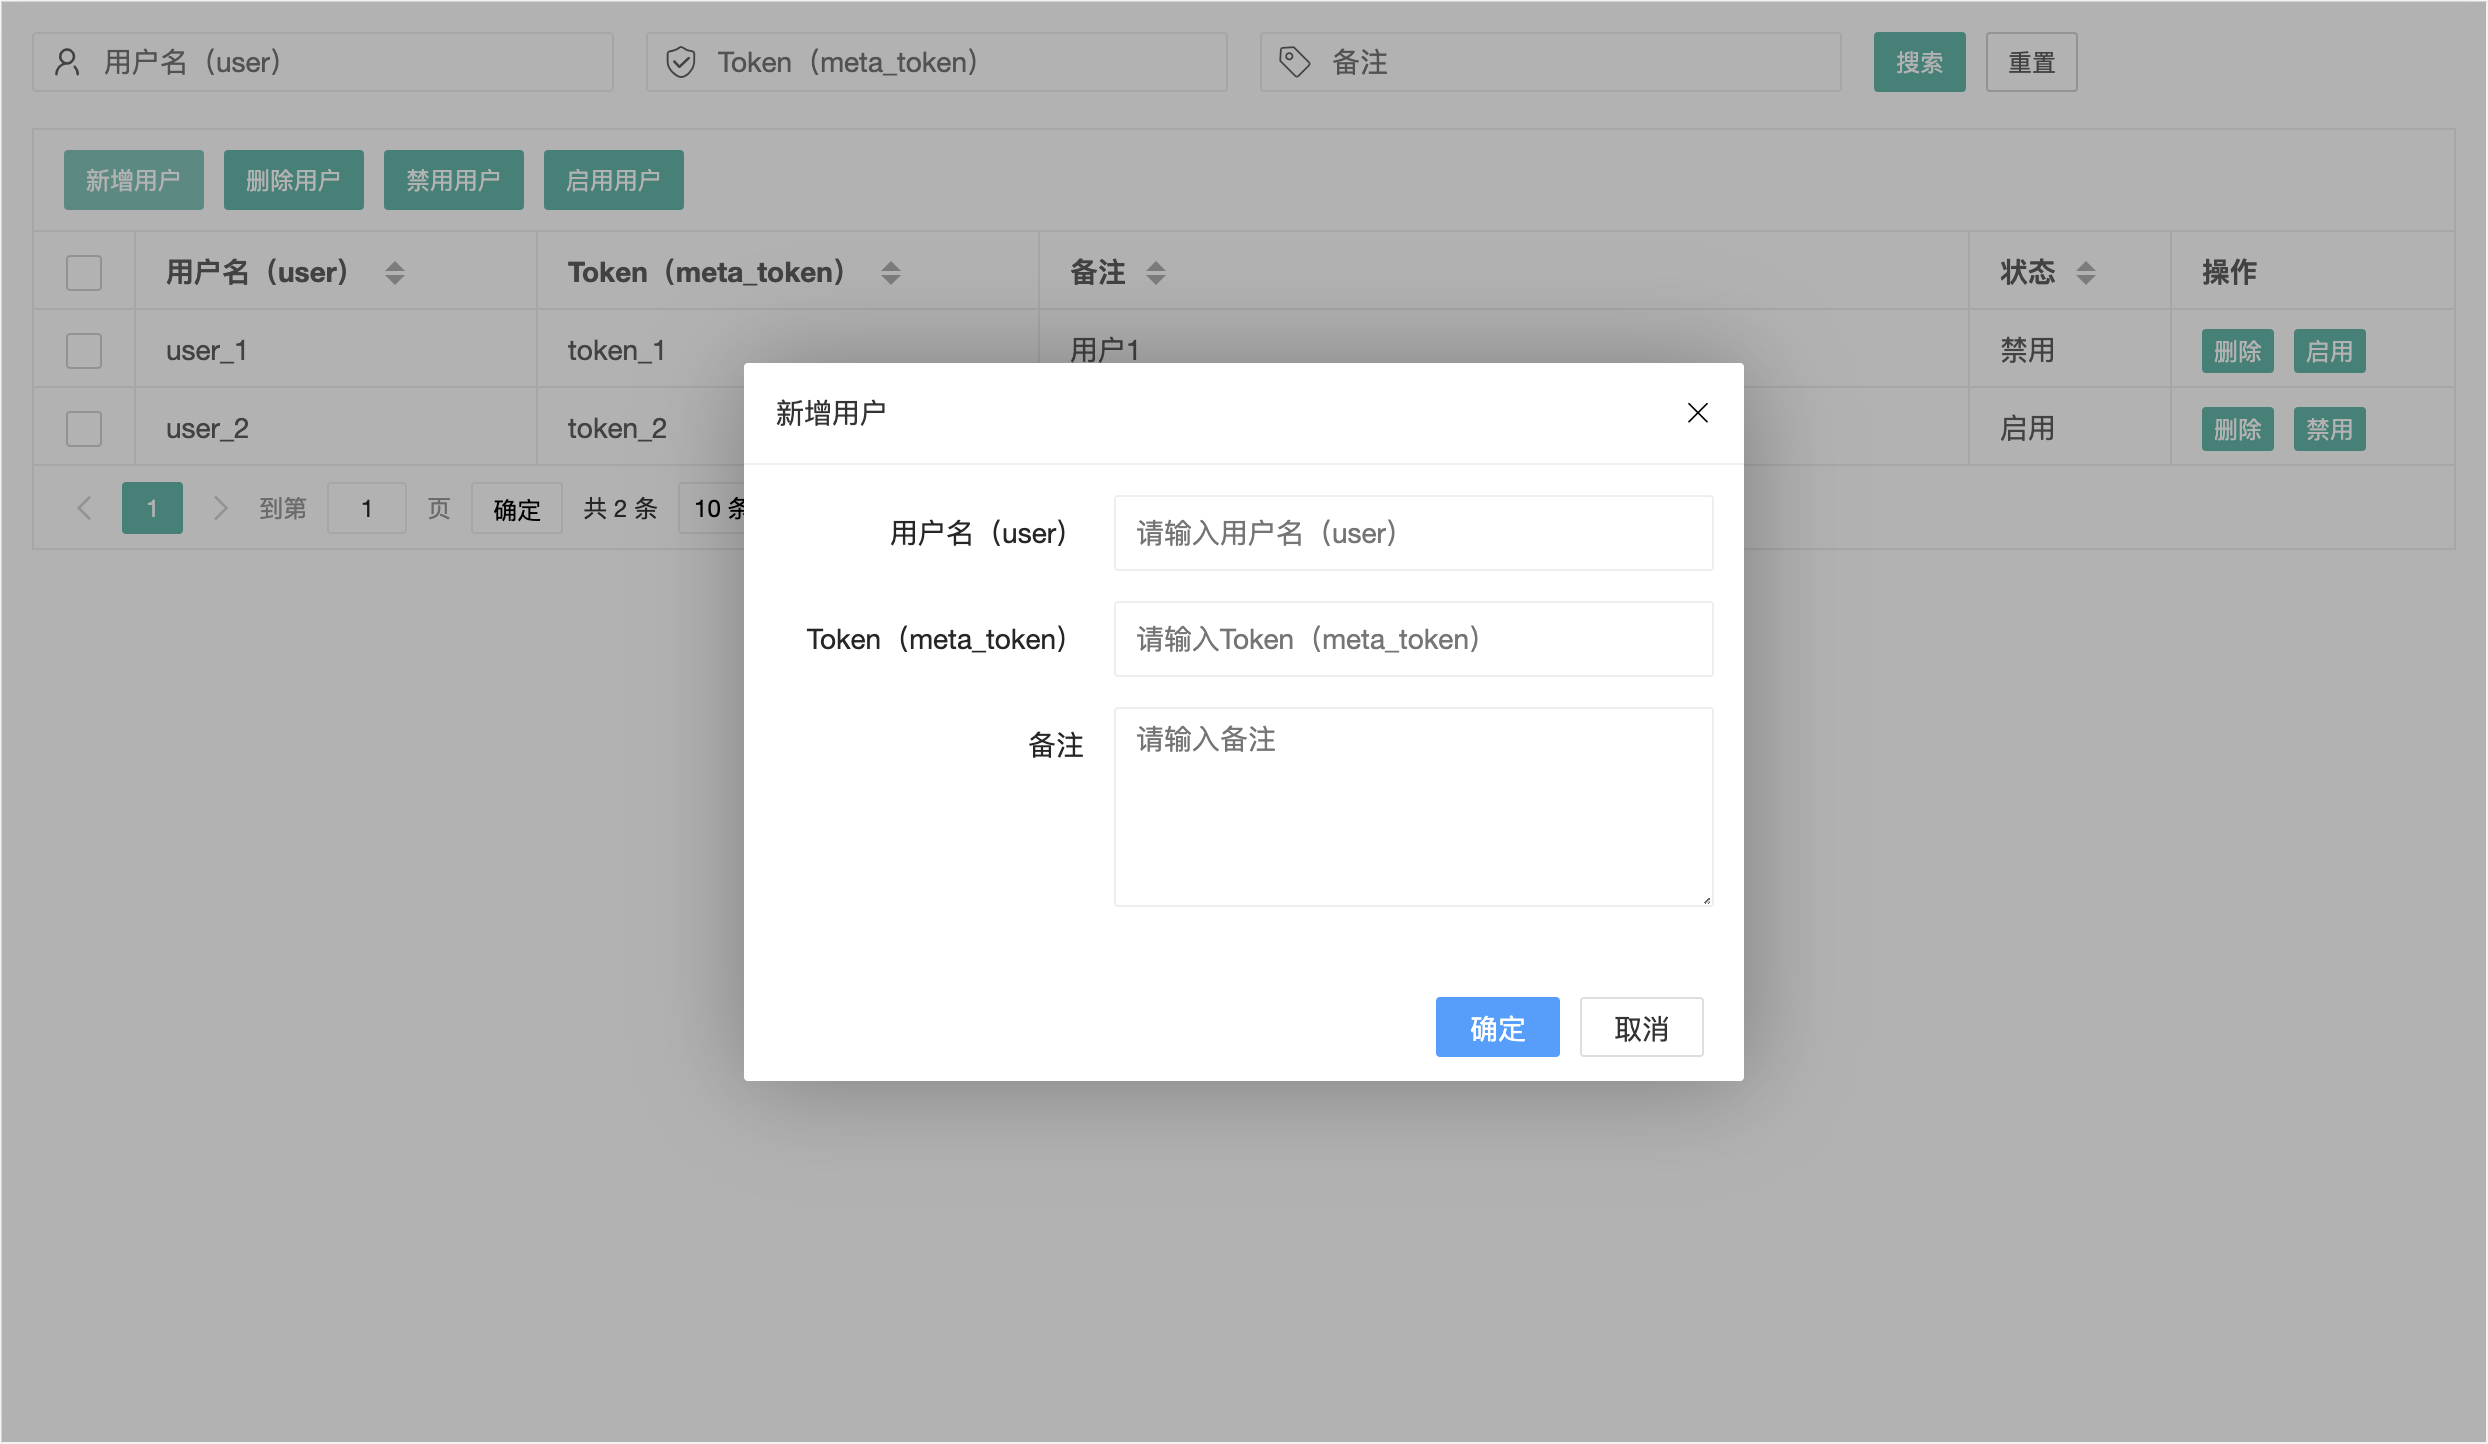 用户名（user） Token（meta_token） 备注 搜索 重置
新增用户 删除用户 禁用用户 启用用户
用户名（user） Token（meta_token） 备注 状态 操作
user_1 token_1 用户1 禁用 删除 启用
user_2 token_2 启用 删除 禁用
1 到第 1 页 确定 共 2 条 10 条
新增用户
用户名（user） 请输入用户名（user）
Token（meta_token） 请输入Token（meta_token）
备注 请输入备注
确定 取消